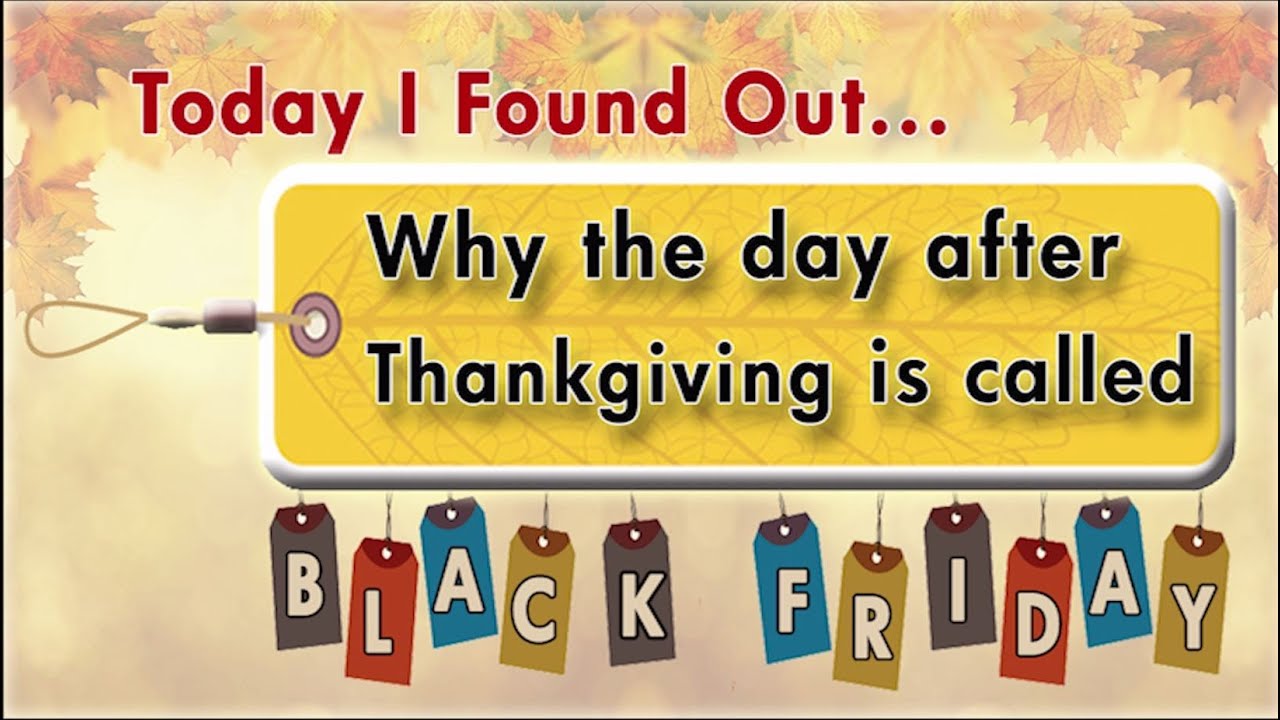 Today I Found Out...
Why the day after
Thankgiving is called
BLACK FRIDAY